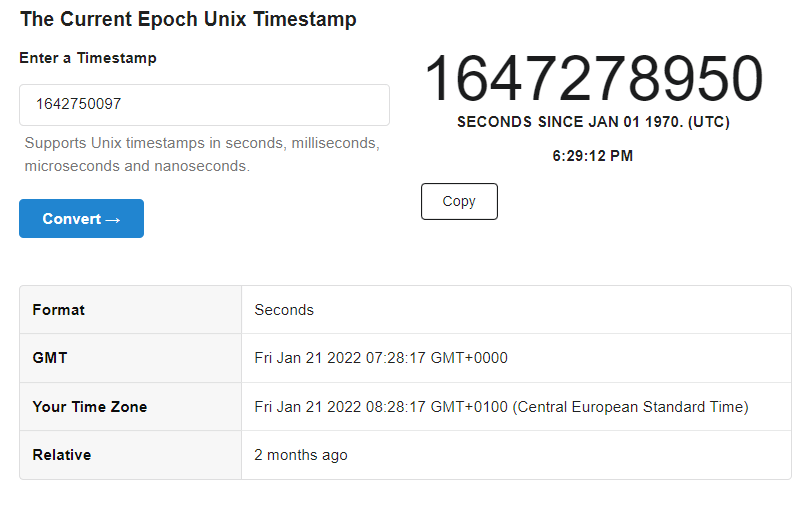 The Current Epoch Unix Timestamp
Enter a Timestamp
1642750097
Supports Unix timestamps in seconds, milliseconds,
microseconds and nanoseconds.
Convert →
1647278950
SECONDS SINCE JAN 01 1970. (UTC)
6:29:12 PM
Copy
Format Seconds
GMT Fri Jan 21 2022 07:28:17 GMT+0000
Your Time Zone Fri Jan 21 2022 08:28:17 GMT+0100 (Central European Standard Time)
Relative 2 months ago